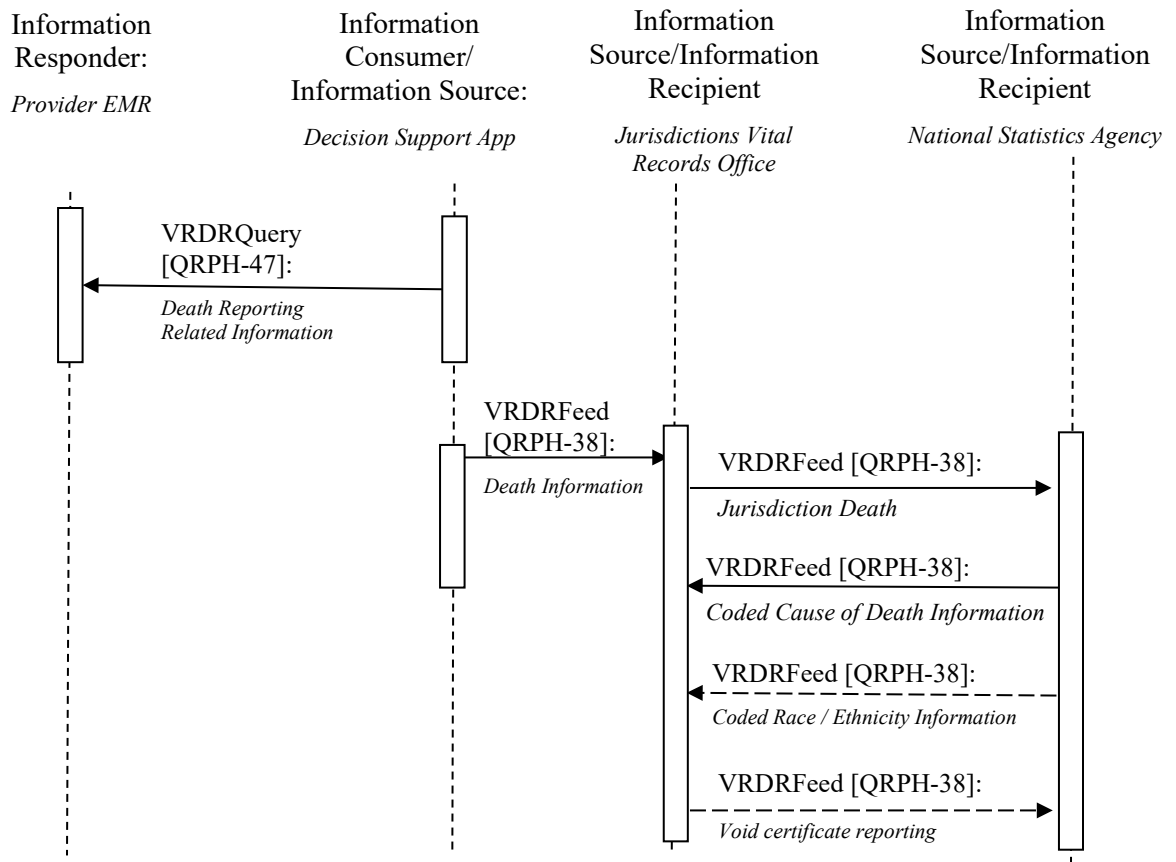 Information
Responder:
Provider EMR
Information
Consumer/
Information Source:
Decision Support App
Information
Source/Information
Recipient
Jurisdictions Vital
Records Office
Information
Source/Information
Recipient
National Statistics Agency
VRDRQuery
[QRPH-47]:
Death Reporting
Related Information
VRDRFeed
[QRPH-38]:
Death Information
VRDRFeed [QRPH-38]:
Jurisdiction Death
VRDRFeed [QRPH-38]:
Coded Cause of Death Information
VRDRFeed [QRPH-38]:
Coded Race / Ethnicity Information
VRDRFeed [QRPH-38]:
Void certificate reporting